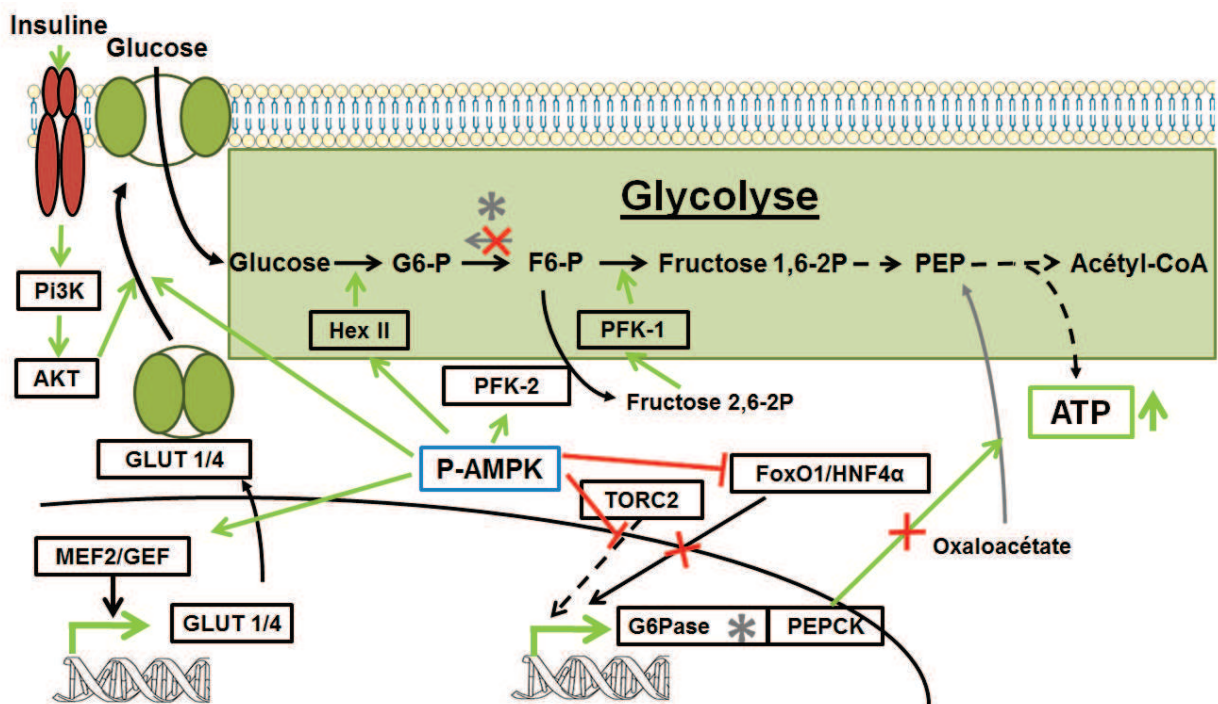 Insuline
Glucose
Glycolyse
*
Glucose
G6-P
F6-P
Fructose 1,6-2P
PEP
Acétyl-CoA
Pi3K
Hex II
PFK-1
AKT
PFK-2
Fructose 2,6-2P
ATP
GLUT 1/4
P-AMPK
FoxO1/HNF4α
TORC2
MEF2/GEF
Oxaloacétate
GLUT 1/4
G6Pase *
PEPCK